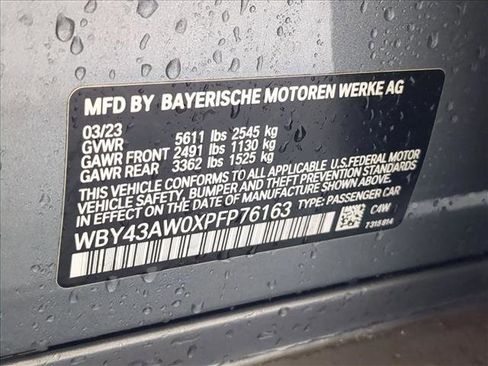 MFD BY BAYERISCHE MOTOREN WERKE AG
03/23
GVWR 5611 lbs 2545 kg
GAWR FRONT 2491 lbs 1130 kg
GAWR REAR 3362 lbs 1525 kg
THIS VEHICLE CONFORMS TO ALL APPLICABLE U.S.FEDERAL MOTOR
VEHICLE SAFETY, BUMPER AND THEFT PREVENTION STANDARDS
IN EFFECT ON THE DATE OF MANUFACTURE SHOWN ABOVE.
WBY43AW0XPFP76163 TYPE: PASSENGER CAR
C4W
7315814